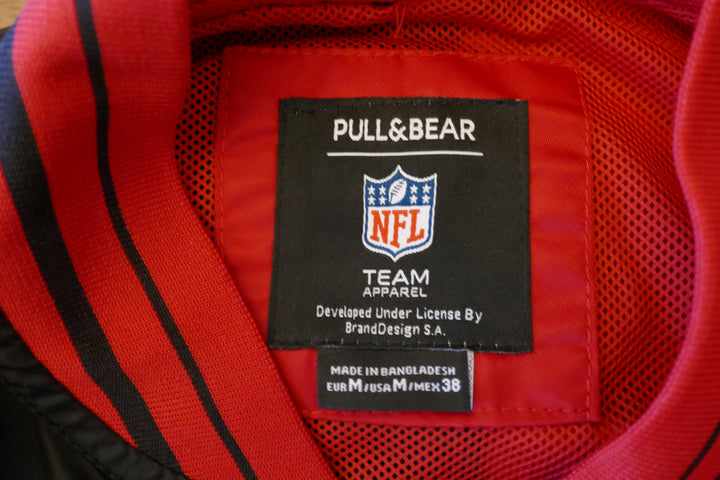 PULL&BEAR
NFL
TEAM
APPAREL
Developed Under License By
BrandDesign S.A.
MADE IN BANGLADESH
EUR M / USA M / MEX 38